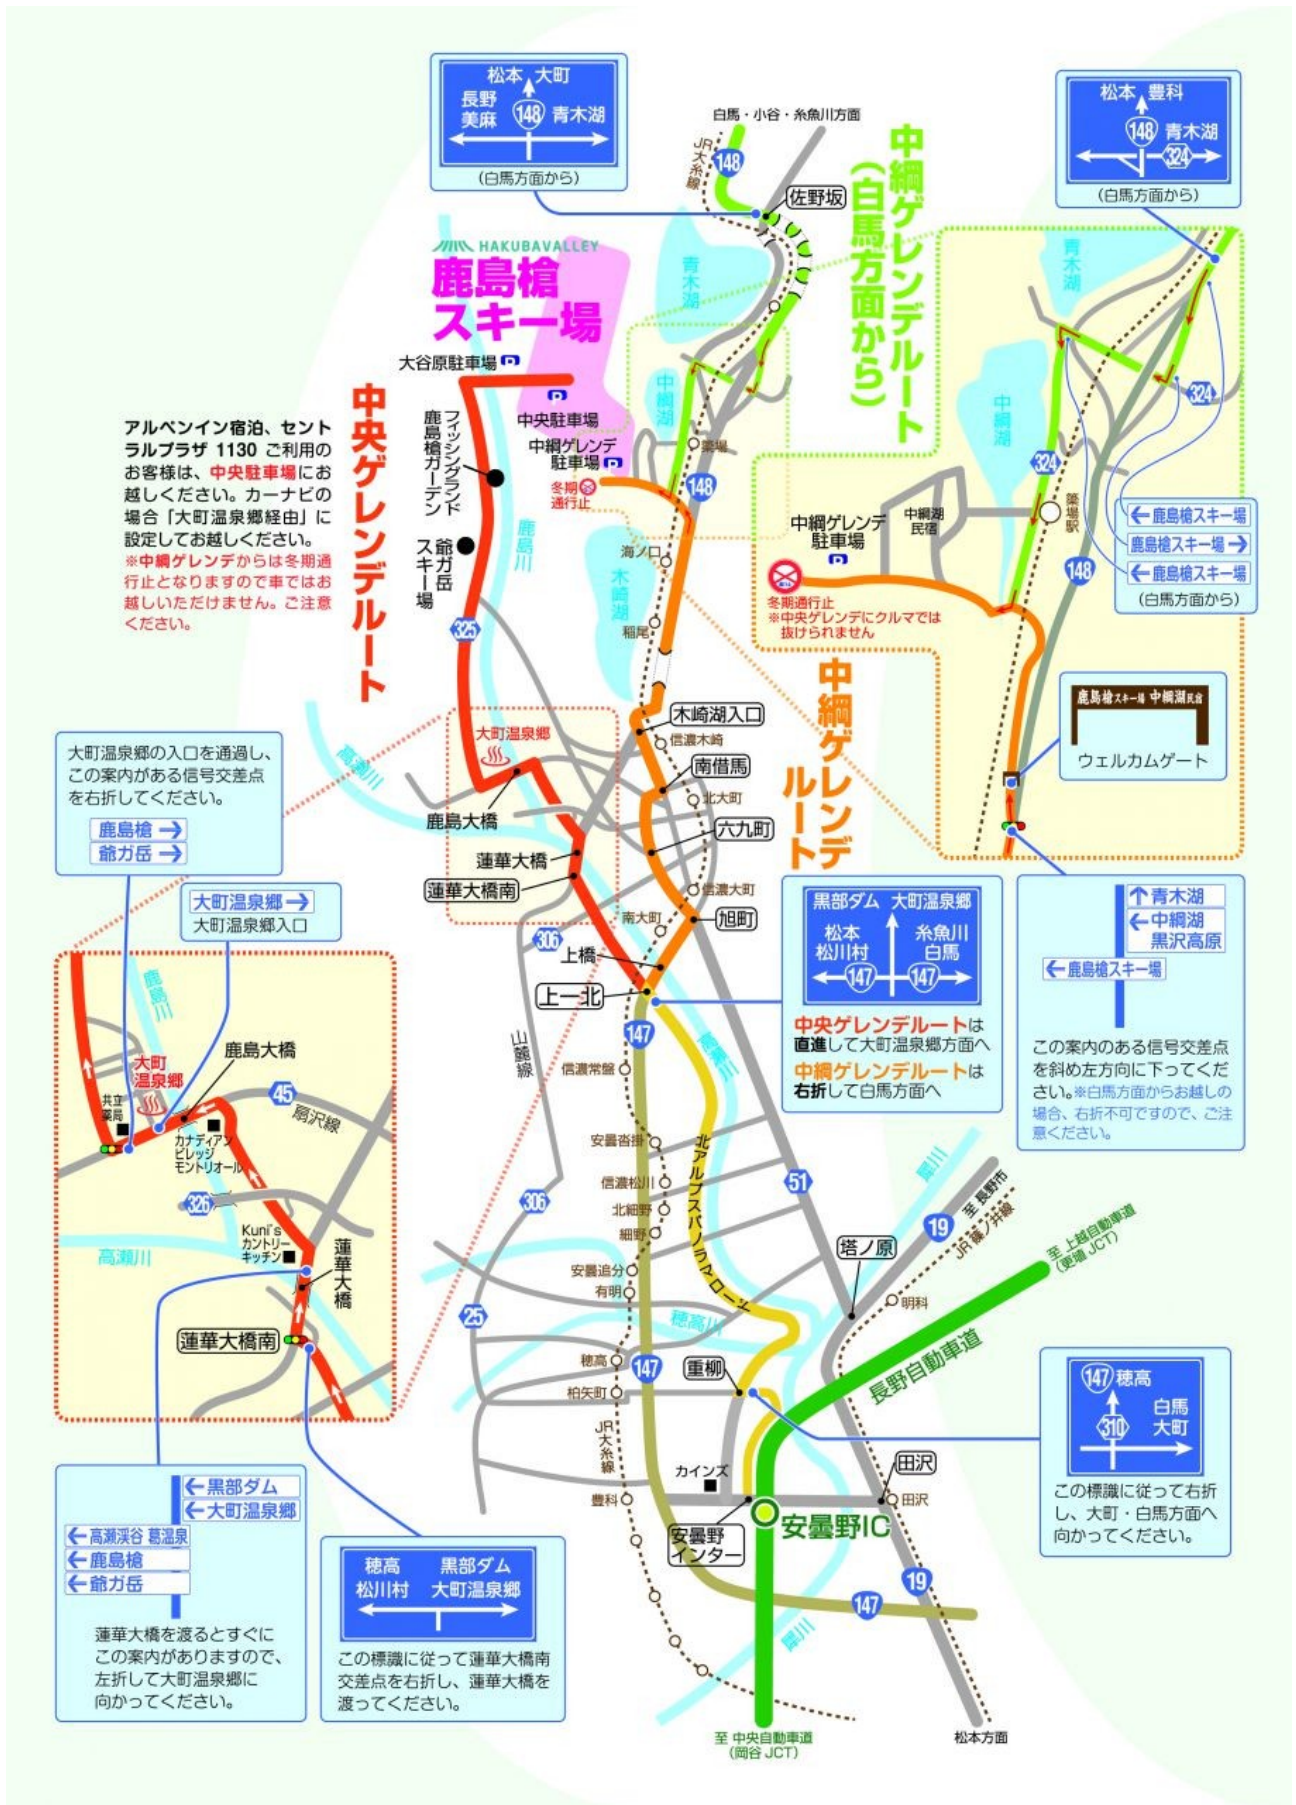 松本 大町
長野
美麻
148
青木湖
(白馬方面から)
白馬・小谷・糸魚川方面
JR大糸線
148
佐野坂
中綱ゲレンデルート
(白馬方面から)
松本 豊科
148
青木湖
324
(白馬方面から)
HAKUBAVALLEY
鹿島槍
スキー場
青木湖
大谷原駐車場 P
P
中央駐車場
中綱ゲレンデ
駐車場 P
冬期
通行止
中綱湖
簗場
148
中央ゲレンデルート
アルペンイン宿泊、セント
ラルプラザ 1130 ご利用の
お客様は、中央駐車場にお
越しください。カーナビの
場合「大町温泉郷経由」に
設定してお越しください。
※中綱ゲレンデからは冬期通
行止となりますので車ではお
越しいただけません。ご注意
ください。
フィッシングランド
鹿島槍ガーデン
爺ガ岳
スキー場
鹿島川
325
海ノ口
木崎湖
稲尾
青木湖
中綱湖
324
324
簗場駅
148
中綱湖
民宿
中綱ゲレンデ
駐車場
P
冬期通行止
※中央ゲレンデにクルマでは
抜けられません
←鹿島槍スキー場
鹿島槍スキー場→
←鹿島槍スキー場
(白馬方面から)
鹿島槍スキー場 中綱湖民宿
ウェルカムゲート
中綱ゲレンデ
ルート
木崎湖入口
信濃木崎
南借馬
北大町
六九町
信濃大町
旭町
南大町
上橋
上一北
大町温泉郷
高瀬川
鹿島大橋
蓮華大橋
蓮華大橋南
306
山麓線
大町温泉郷の入口を通過し、
この案内がある信号交差点
を右折してください。
鹿島槍→
爺ガ岳→
大町温泉郷→
大町温泉郷入口
鹿島川
鹿島大橋
大町
温泉郷
共立
薬局
45
扇沢線
カナディアン
ビレッジ
モントリオール
326
Kuni's
カントリー
キッチン
高瀬川
蓮華大橋
蓮華大橋南
黒部ダム 大町温泉郷
松本
松川村
糸魚川
白馬
147
147
中央ゲレンデルートは
直進して大町温泉郷方面へ
中綱ゲレンデルートは
右折して白馬方面へ
↑青木湖
←中綱湖
黒沢高原
←鹿島槍スキー場
この案内のある信号交差点
を斜め左方向に下ってくだ
さい。※白馬方面からお越しの
場合、右折不可ですので、ご注
意ください。
147
信濃常盤
高瀬川
安曇沓掛
信濃松川
北細野
細野
安曇追分
有明
北アルプスパノラマロード
51
306
25
穂高川
147
穂高
柏矢町
JR大糸線
豊科
重柳
カインズ
安曇野
インター
安曇野IC
塔ノ原
犀川
19
至 長野市
JR 篠ノ井線
明科
至 上越自動車道
(更埴 JCT)
長野自動車道
田沢
田沢
147
穂高
310
白馬
大町
この標識に従って右折
し、大町・白馬方面へ
向かってください。
19
147
犀川
至 中央自動車道
(岡谷 JCT)
松本方面
←黒部ダム
←大町温泉郷
←高瀬渓谷 葛温泉
←鹿島槍
←爺ガ岳
蓮華大橋を渡るとすぐに
この案内がありますので、
左折して大町温泉郷に
向かってください。
穂高
松川村
黒部ダム
大町温泉郷
この標識に従って蓮華大橋南
交差点を右折し、蓮華大橋を
渡ってください。